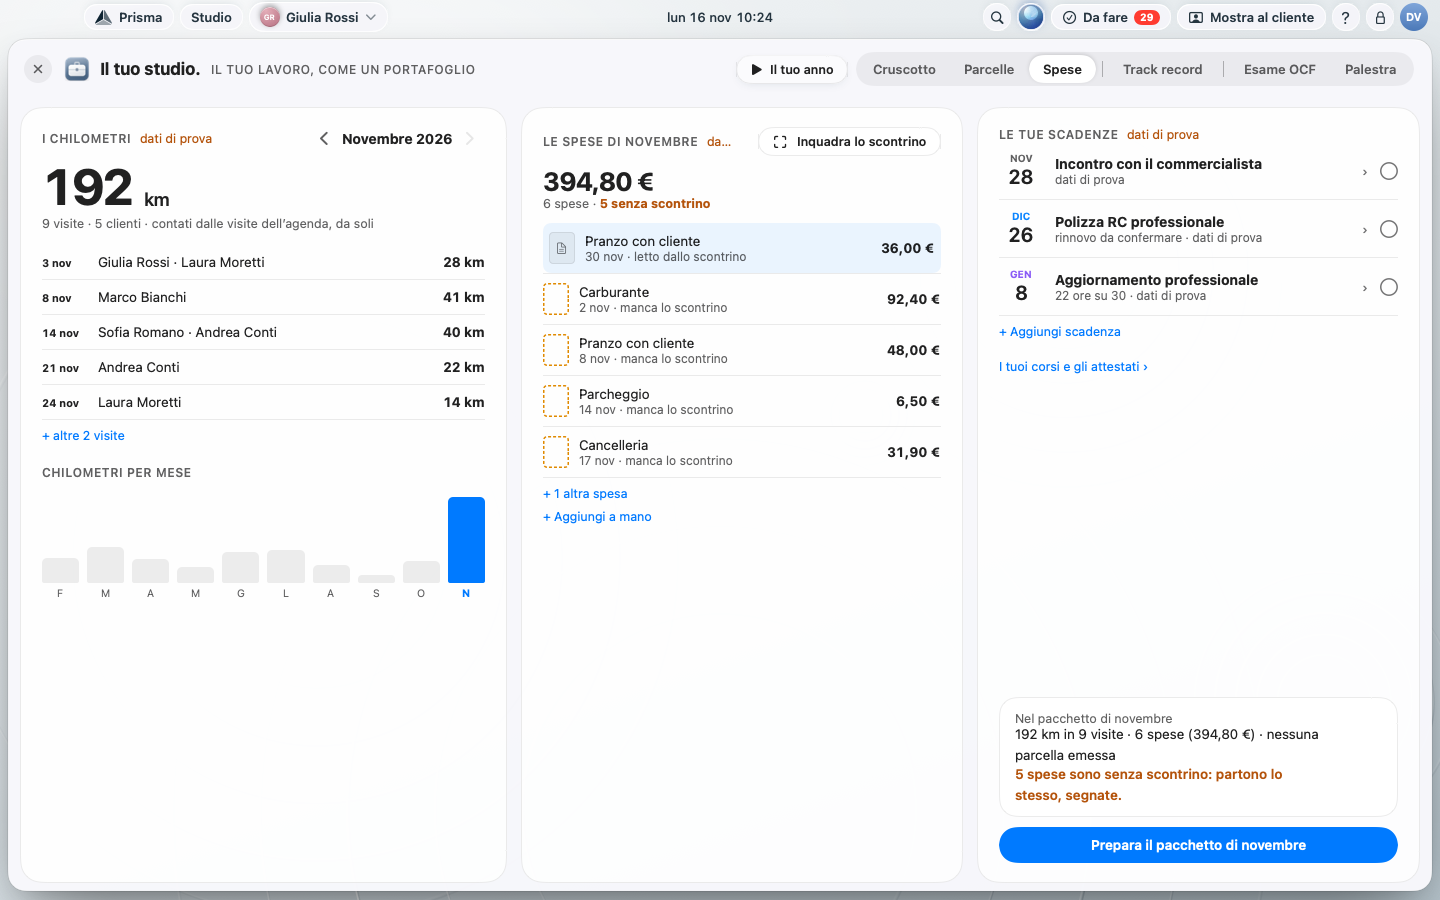 Prisma
Studio
GR Giulia Rossi
lun 16 nov 10:24
Da fare 29
Mostra al cliente
?
DV
Il tuo studio. IL TUO LAVORO, COME UN PORTAFOGLIO
Il tuo anno
Cruscotto
Parcelle
Spese
Track record
Esame OCF
Palestra
I CHILOMETRI dati di prova
Novembre 2026
192 km
9 visite · 5 clienti · contati dalle visite dell'agenda, da soli
3 nov Giulia Rossi · Laura Moretti 28 km
8 nov Marco Bianchi 41 km
14 nov Sofia Romano · Andrea Conti 40 km
21 nov Andrea Conti 22 km
24 nov Laura Moretti 14 km
+ altre 2 visite
CHILOMETRI PER MESE
F M A M G L A S O N
LE SPESE DI NOVEMBRE da...
Inquadra lo scontrino
394,80 €
6 spese · 5 senza scontrino
Pranzo con cliente 36,00 €
30 nov · letto dallo scontrino
Carburante 92,40 €
2 nov · manca lo scontrino
Pranzo con cliente 48,00 €
8 nov · manca lo scontrino
Parcheggio 6,50 €
14 nov · manca lo scontrino
Cancelleria 31,90 €
17 nov · manca lo scontrino
+ 1 altra spesa
+ Aggiungi a mano
LE TUE SCADENZE dati di prova
NOV 28 Incontro con il commercialista
dati di prova
DIC 26 Polizza RC professionale
rinnovo da confermare · dati di prova
GEN 8 Aggiornamento professionale
22 ore su 30 · dati di prova
+ Aggiungi scadenza
I tuoi corsi e gli attestati ›
Nel pacchetto di novembre
192 km in 9 visite · 6 spese (394,80 €) · nessuna
parcella emessa
5 spese sono senza scontrino: partono lo
stesso, segnate.
Prepara il pacchetto di novembre